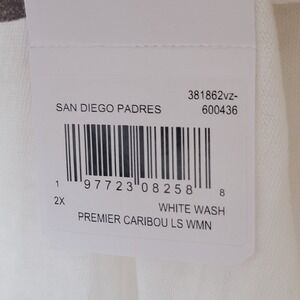 381862vz-
SAN DIEGO PADRES 600436
1 97723 08258 8
2X WHITE WASH
PREMIER CARIBOU LS WMN